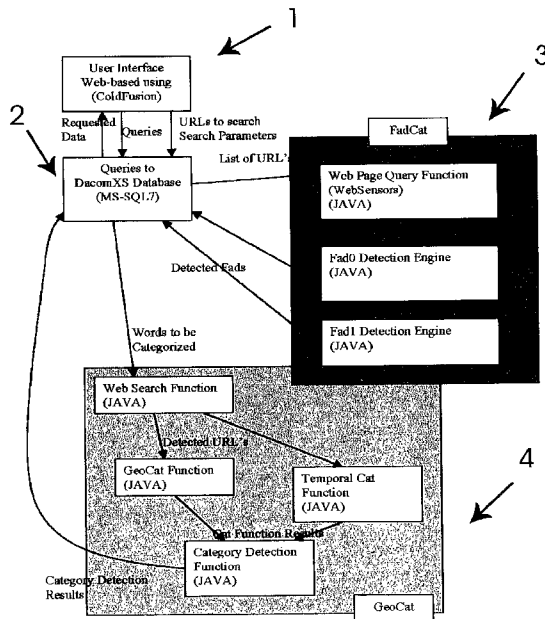 1
User Interface
Web-based using
(ColdFusion)
2
3
Requested
Data
Queries
URLs to search
Search Parameters
FadCat
Queries to
DacomXS Database
(MS-SQL7)
List of URL's
Web Page Query Function
(WebSensors)
(JAVA)
Fad0 Detection Engine
(JAVA)
Detected Fads
Fad1 Detection Engine
(JAVA)
Words to be
Categorized
Web Search Function
(JAVA)
Detected URL's
GeoCat Function
(JAVA)
Temporal Cat
Function
(JAVA)
4
Cat Function Results
Category Detection
Function
(JAVA)
Category Detection
Results
GeoCat